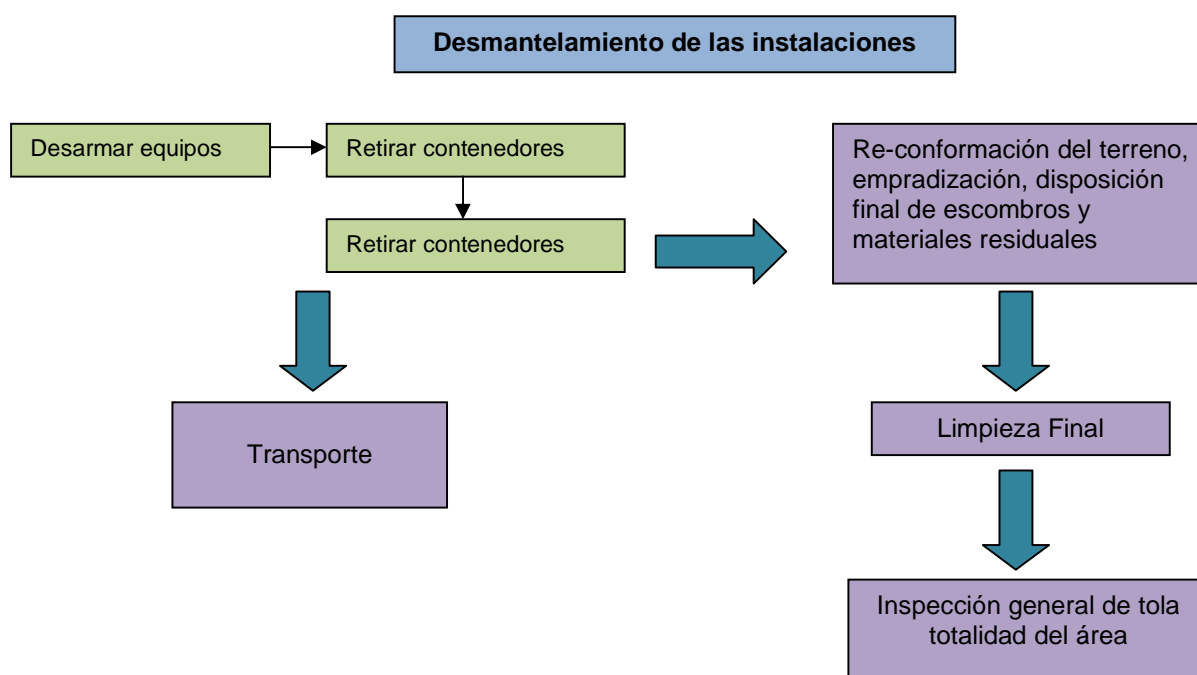 Desmantelamiento de las instalaciones
Desarmar equipos
Retirar contenedores
Retirar contenedores
Re-conformación del terreno,
empradización, disposición
final de escombros y
materiales residuales
Transporte
Limpieza Final
Inspección general de tola
totalidad del área